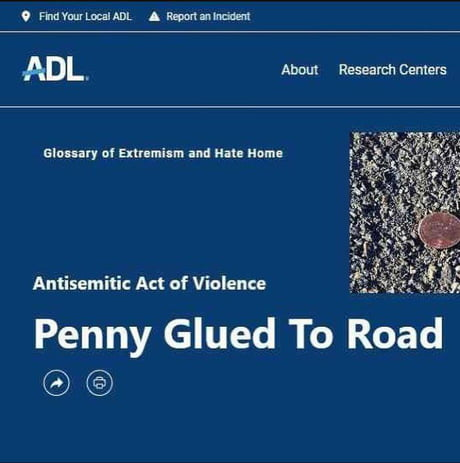 Find Your Local ADL Report an Incident
ADL
About Research Centers
Glossary of Extremism and Hate Home
Antisemitic Act of Violence
Penny Glued To Road